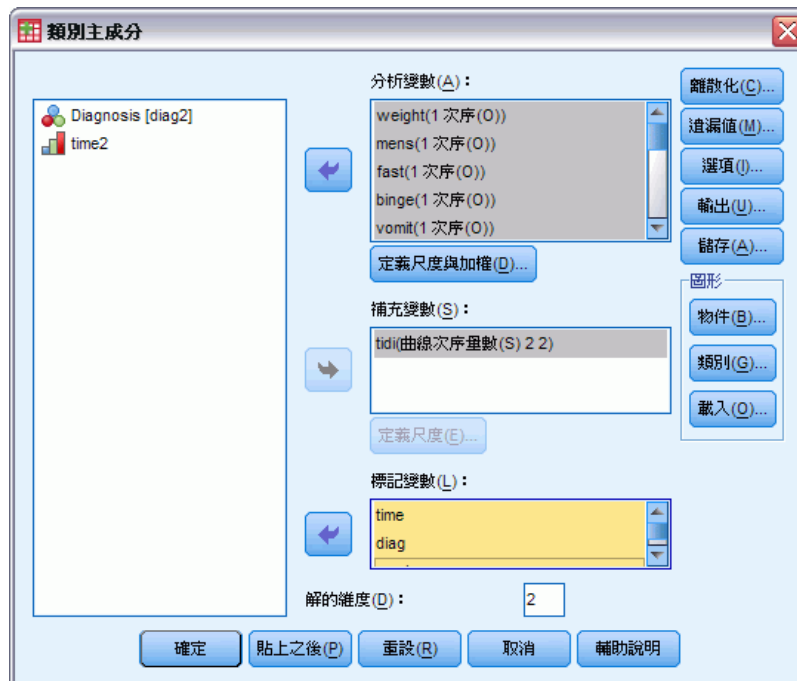 類別主成分
Diagnosis [diag2]
time2
分析變數(A)：
weight(1 次序(O))
mens(1 次序(O))
fast(1 次序(O))
binge(1 次序(O))
vomit(1 次序(O))
定義尺度與加權(D)...
補充變數(S)：
tidi(曲線次序量數(S) 2 2)
定義尺度(E)...
標記變數(L)：
time
diag
解的維度(D)：
2
離散化(C)...
遺漏值(M)...
選項(I)...
輸出(U)...
儲存(A)...
圖形
物件(B)...
類別(G)...
載入(O)...
確定
貼上之後(P)
重設(R)
取消
輔助說明